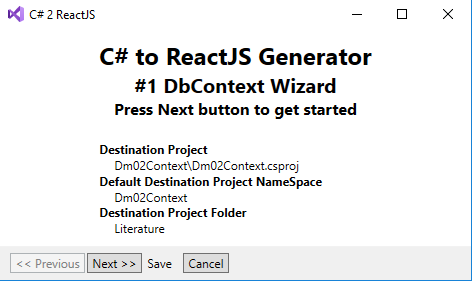 C# 2 ReactJS
C# to ReactJS Generator
#1 DbContext Wizard
Press Next button to get started
Destination Project
Dm02Context\Dm02Context.csproj
Default Destination Project NameSpace
Dm02Context
Destination Project Folder
Literature
<< Previous Next >> Save Cancel